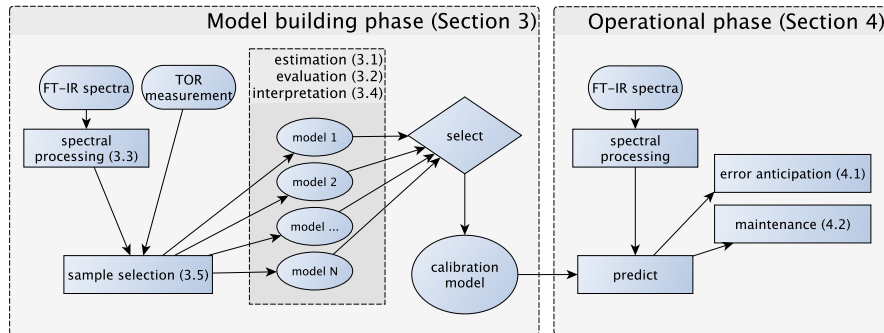 Model building phase (Section 3)
estimation (3.1)
evaluation (3.2)
interpretation (3.4)
FT-IR spectra
TOR
measurement
spectral
processing (3.3)
model 1
model 2
model ...
model N
select
sample selection (3.5)
calibration
model
Operational phase (Section 4)
FT-IR spectra
spectral
processing
error anticipation (4.1)
maintenance (4.2)
predict